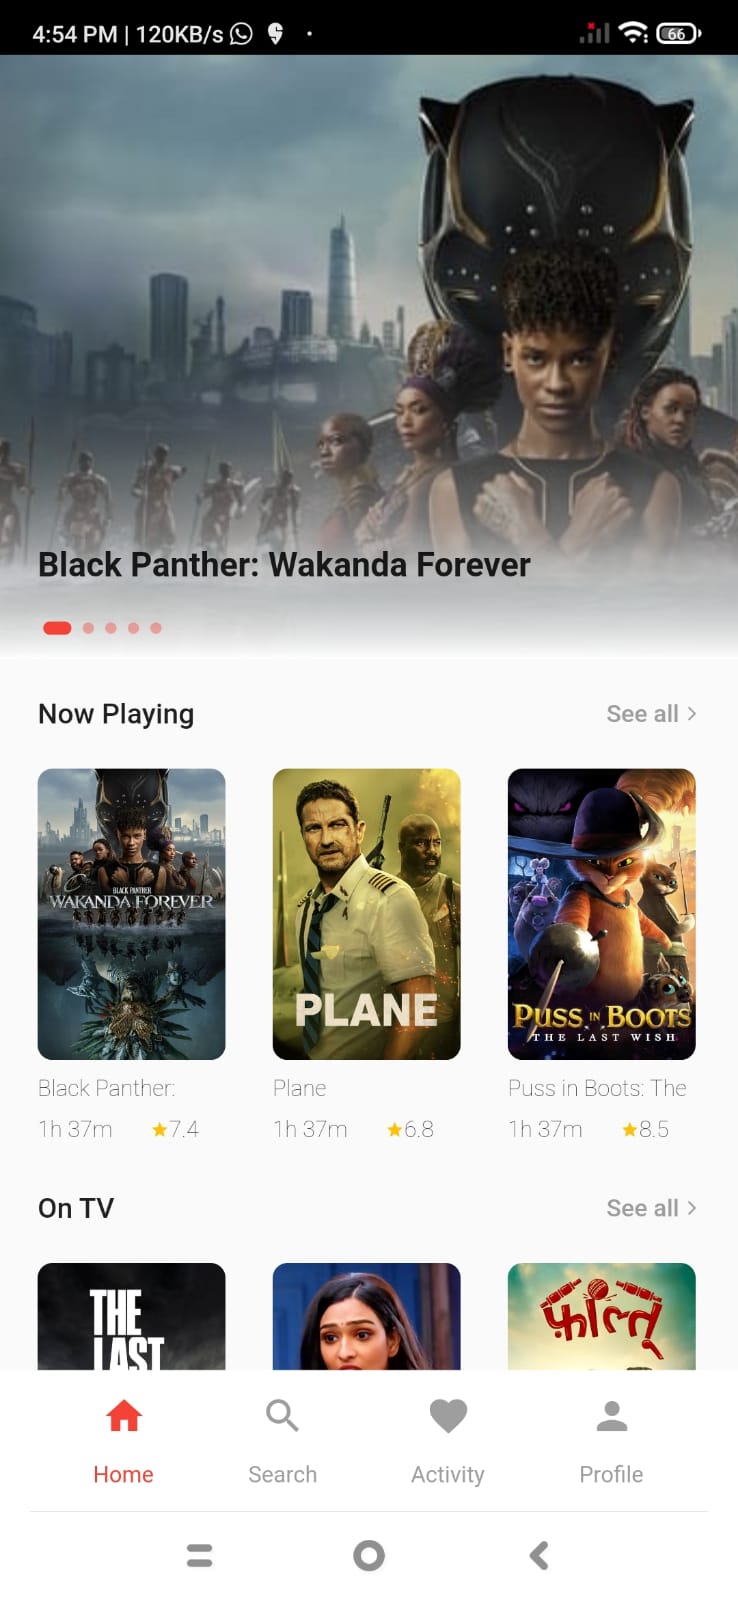 4:54 PM | 120KB/s
66
Black Panther: Wakanda Forever
Now Playing
See all
BLACK PANTHER
WAKANDA FOREVER
PLANE
PUSS IN BOOTS
THE LAST WISH
Black Panther:
Plane
Puss in Boots: The
1h 37m
7.4
1h 37m
6.8
1h 37m
8.5
On TV
See all
THE
LAST
फ़ालतू
Home
Search
Activity
Profile